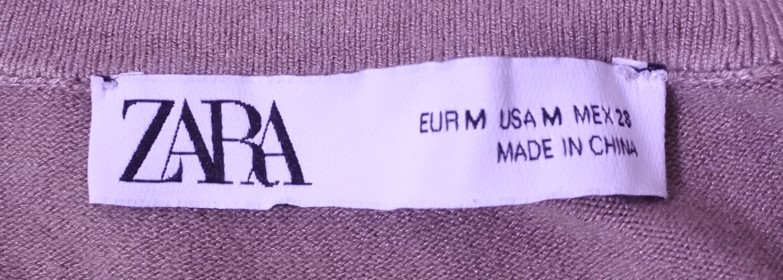 ZARA
EUR M USA M MEX 28
MADE IN CHINA